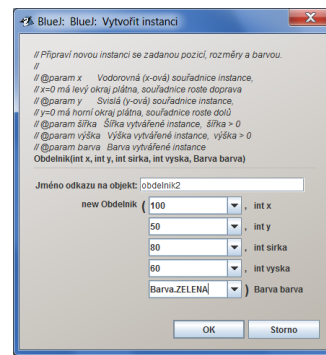 BlueJ: BlueJ: Vytvořit instanci
// Připraví novou instanci se zadanou pozicí, rozměry a barvou.
//
// @param x Vodorovná (x-ová) souřadnice instance,
// x=0 má levý okraj plátna, souřadnice roste doprava
// @param y Svislá (y-ová) souřadnice instance,
// y=0 má horní okraj plátna, souřadnice roste dolů
// @param šířka Šířka vytvářené instance, šířka > 0
// @param výška Výška vytvářené instance, výška > 0
// @param barva Barva vytvářené instance
Obdelnik(int x, int y, int sirka, int vyska, Barva barva)
Jméno odkazu na objekt: obdelnik2
new Obdelnik ( 100 , int x
50 , int y
80 , int sirka
60 , int vyska
Barva.ZELENA ) Barva barva
OK Storno